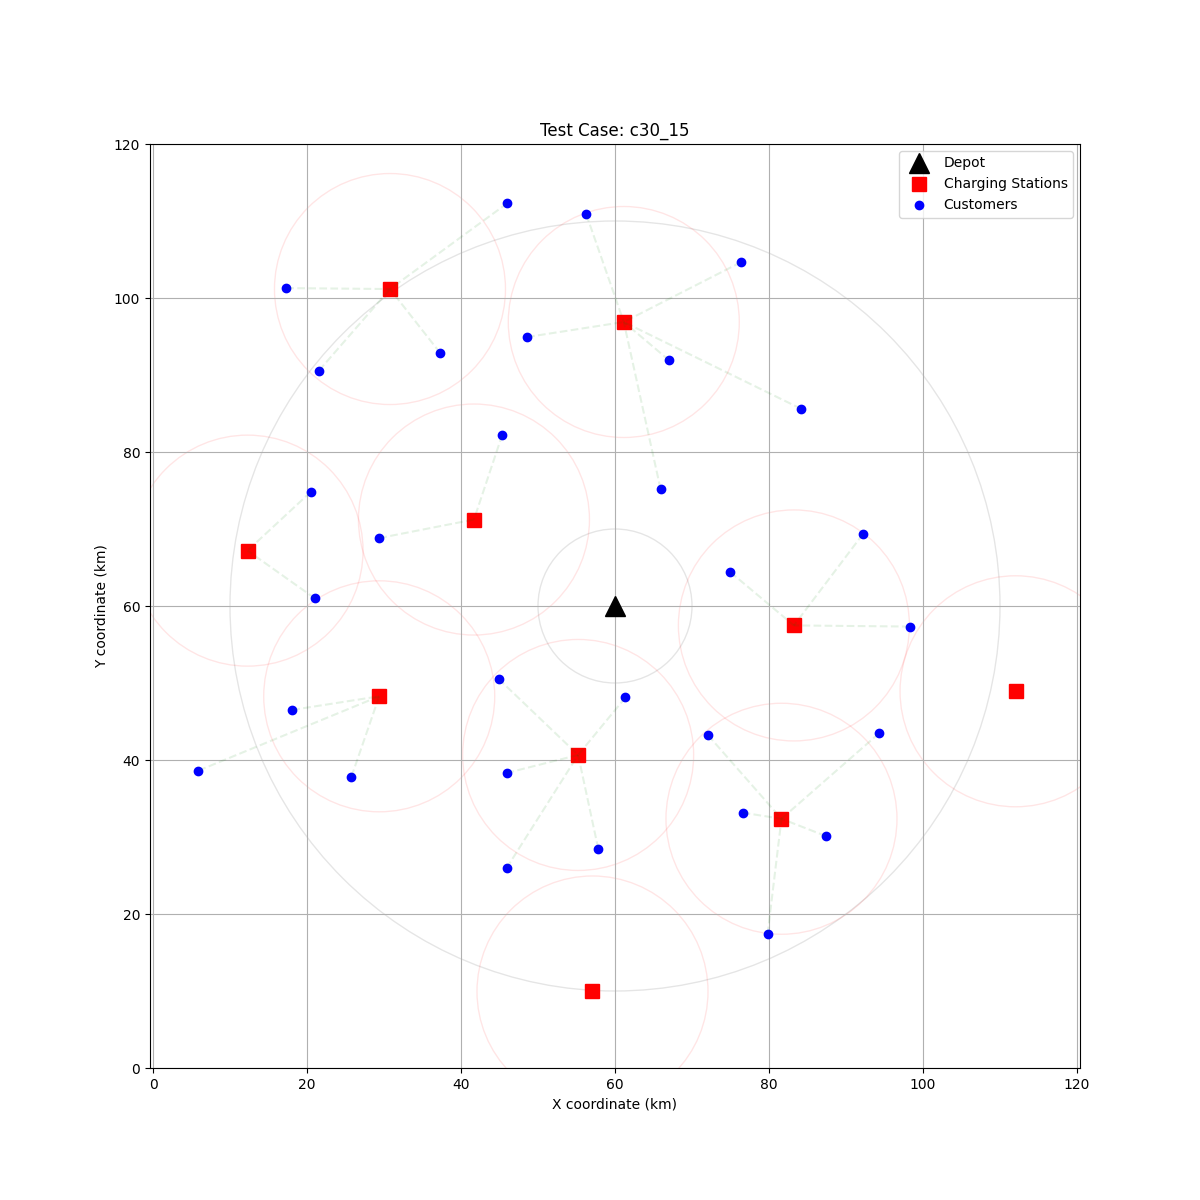 Test Case: c30_15
Depot
Charging Stations
Customers
120
100
80
60
40
20
0
Y coordinate (km)
0 20 40 60 80 100 120
X coordinate (km)